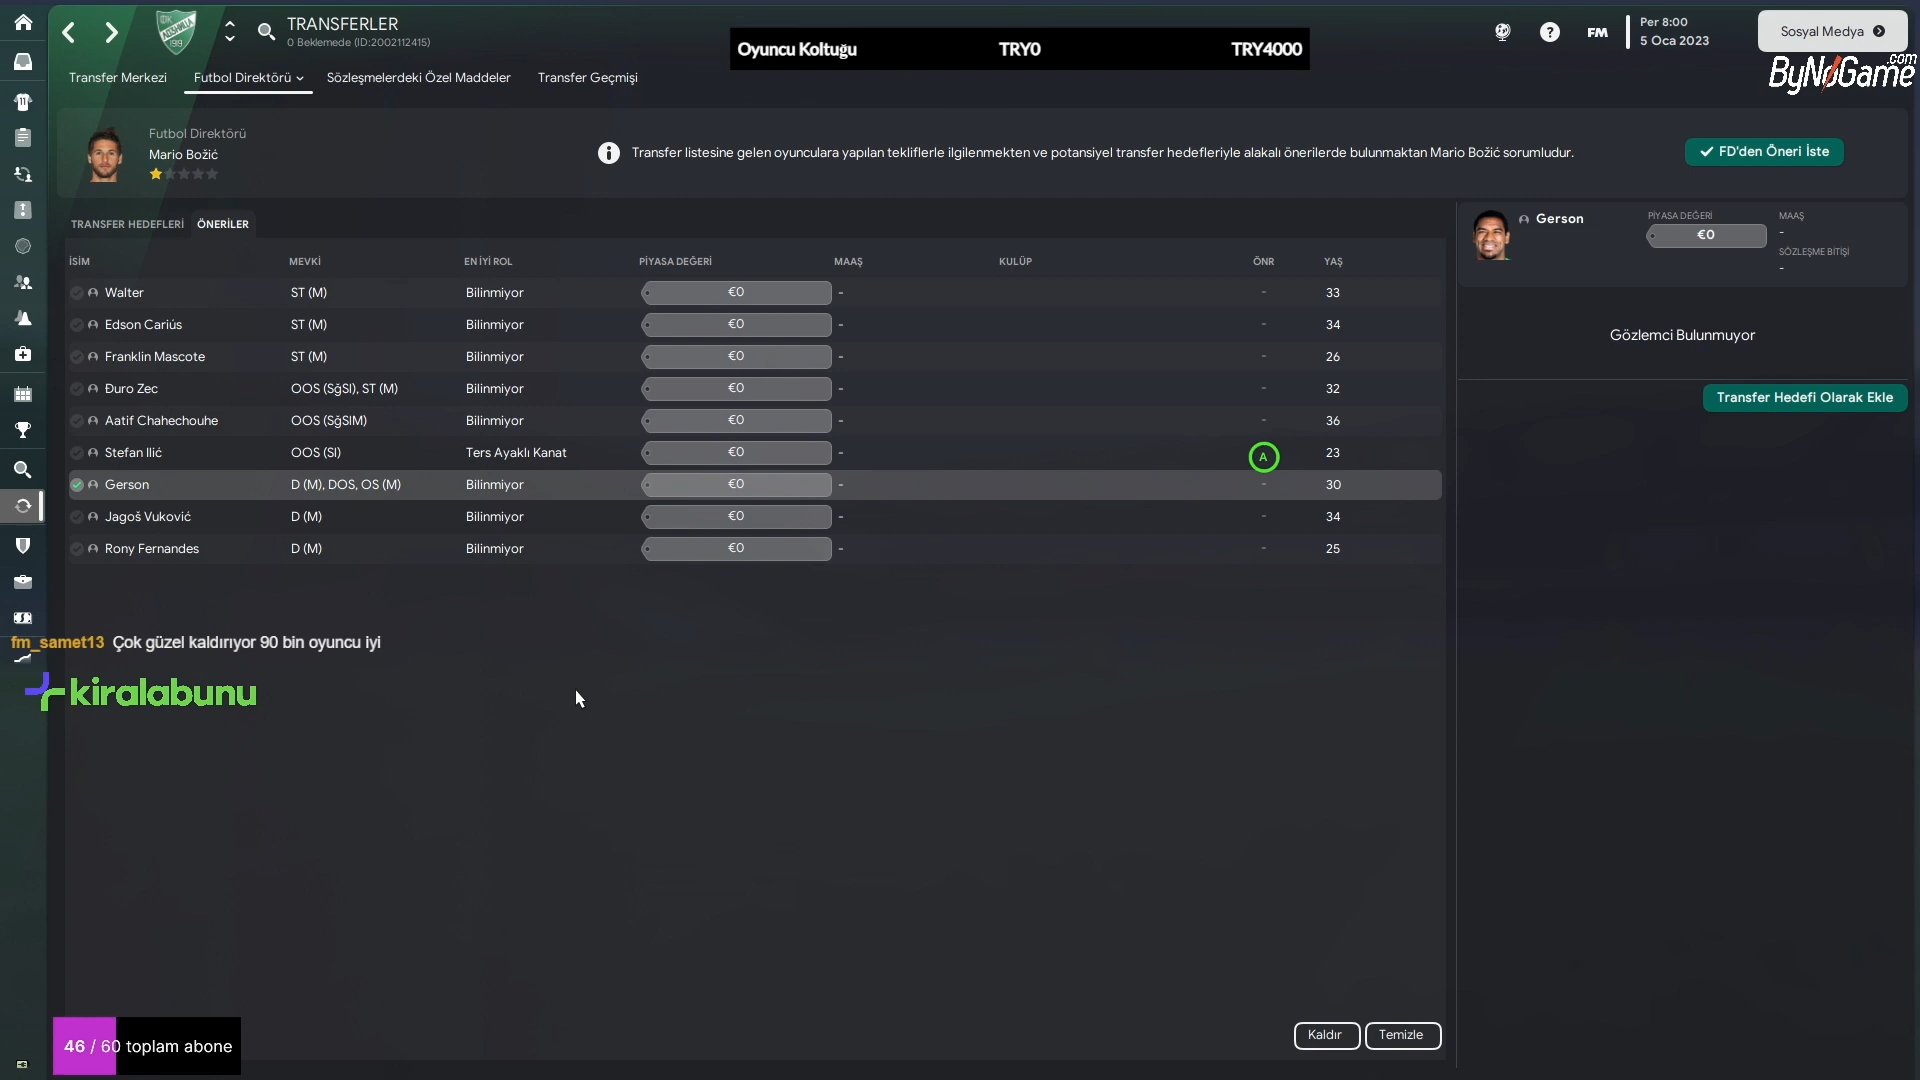 TRANSFERLER
0 Beklemede (ID:2002112415)
Oyuncu Koltuğu TRY0 TRY4000
FM
Per 8:00
5 Oca 2023
Sosyal Medya
ByNoGame.com
Transfer Merkezi Futbol Direktörü Sözleşmelerdeki Özel Maddeler Transfer Geçmişi
Futbol Direktörü
Mario Božić
Transfer listesine gelen oyunculara yapılan tekliflerle ilgilenmekten ve potansiyel transfer hedefleriyle alakalı önerilerde bulunmaktan Mario Božić sorumludur.
FD'den Öneri İste
TRANSFER HEDEFLERİ ÖNERİLER
İSİM MEVKİ EN İYİ ROL PİYASA DEĞERİ MAAŞ KULÜP ÖNR YAŞ
Walter ST (M) Bilinmiyor €0 - - 33
Edson Cariús ST (M) Bilinmiyor €0 - - 34
Franklin Mascote ST (M) Bilinmiyor €0 - - 26
Đuro Zec OOS (SğSl), ST (M) Bilinmiyor €0 - - 32
Aatif Chahechouhe OOS (SğSlM) Bilinmiyor €0 - - 36
Stefan Ilić OOS (Sl) Ters Ayaklı Kanat €0 - A 23
Gerson D (M), DOS, OS (M) Bilinmiyor €0 - - 30
Jagoš Vuković D (M) Bilinmiyor €0 - - 34
Rony Fernandes D (M) Bilinmiyor €0 - - 25
Gerson
PİYASA DEĞERİ
€0
MAAŞ
-
SÖZLEŞME BİTİŞİ
-
Gözlemci Bulunmuyor
Transfer Hedefi Olarak Ekle
fm_samet13 Çok güzel kaldırıyor 90 bin oyuncu iyi
kiralabunu
Kaldır Temizle
46 / 60 toplam abone